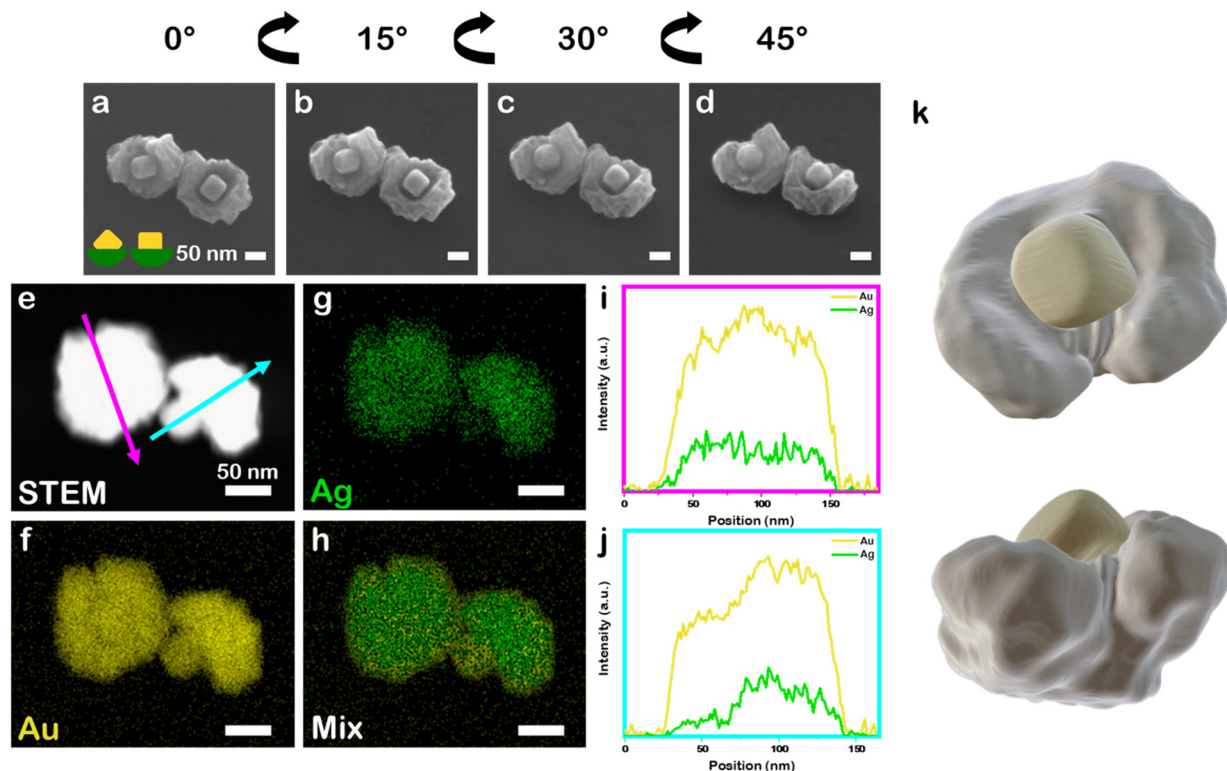 0° 15° 30° 45°
a b c d k
50 nm
e g i
Au
Ag
Intensity (a.u.)
50 nm
STEM Ag
0 50 100 150
Position (nm)
f h j
Au
Ag
Intensity (a.u.)
Au Mix
0 50 100 150
Position (nm)